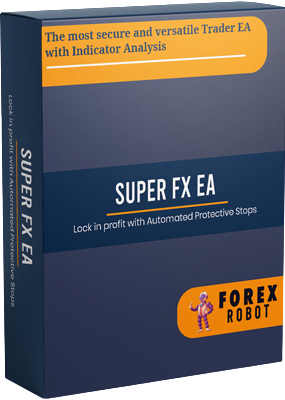 The most secure and versatile Trader EA
with Indicator Analysis
SUPER FX EA
Lock in profit with Automated Protective Stops
FOREX
ROBOT
SUPER FX EA
Lock in profit with Automated Protective Stops